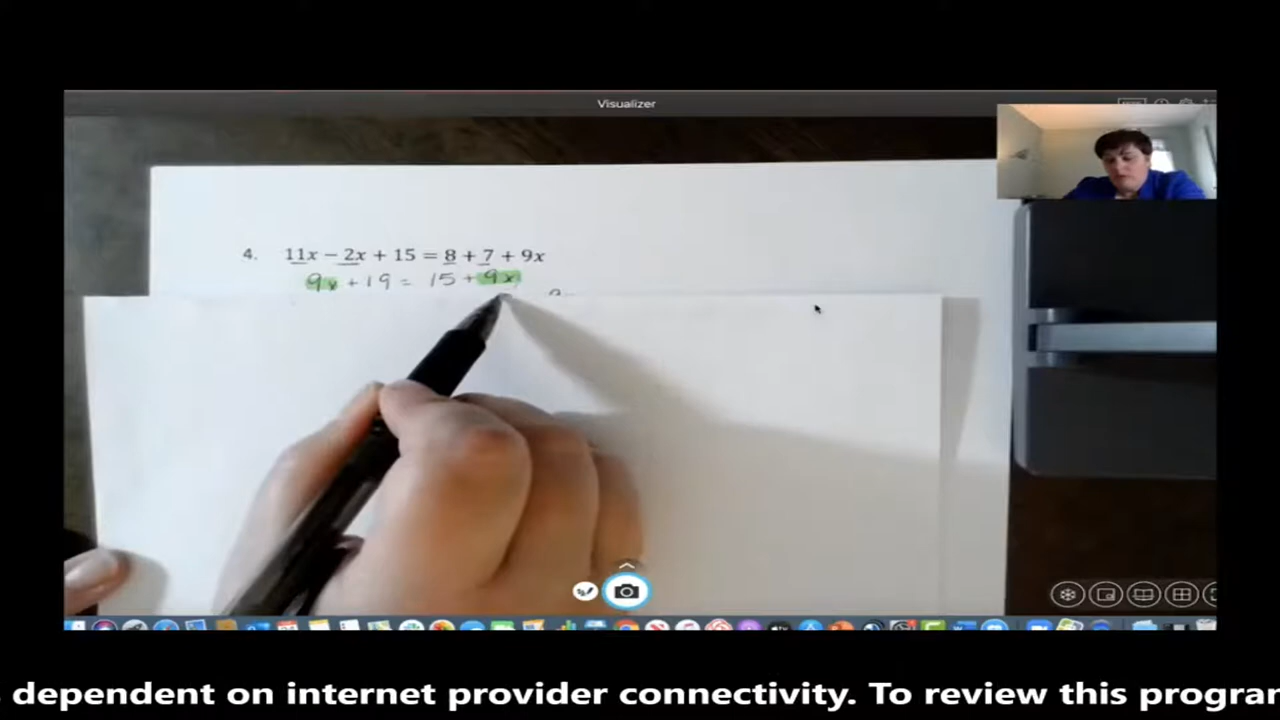 Visualizer
4. 11x − 2x + 15 = 8 + 7 + 9x
9x + 19 = 15 + 9x
s dependent on internet provider connectivity. To review this program